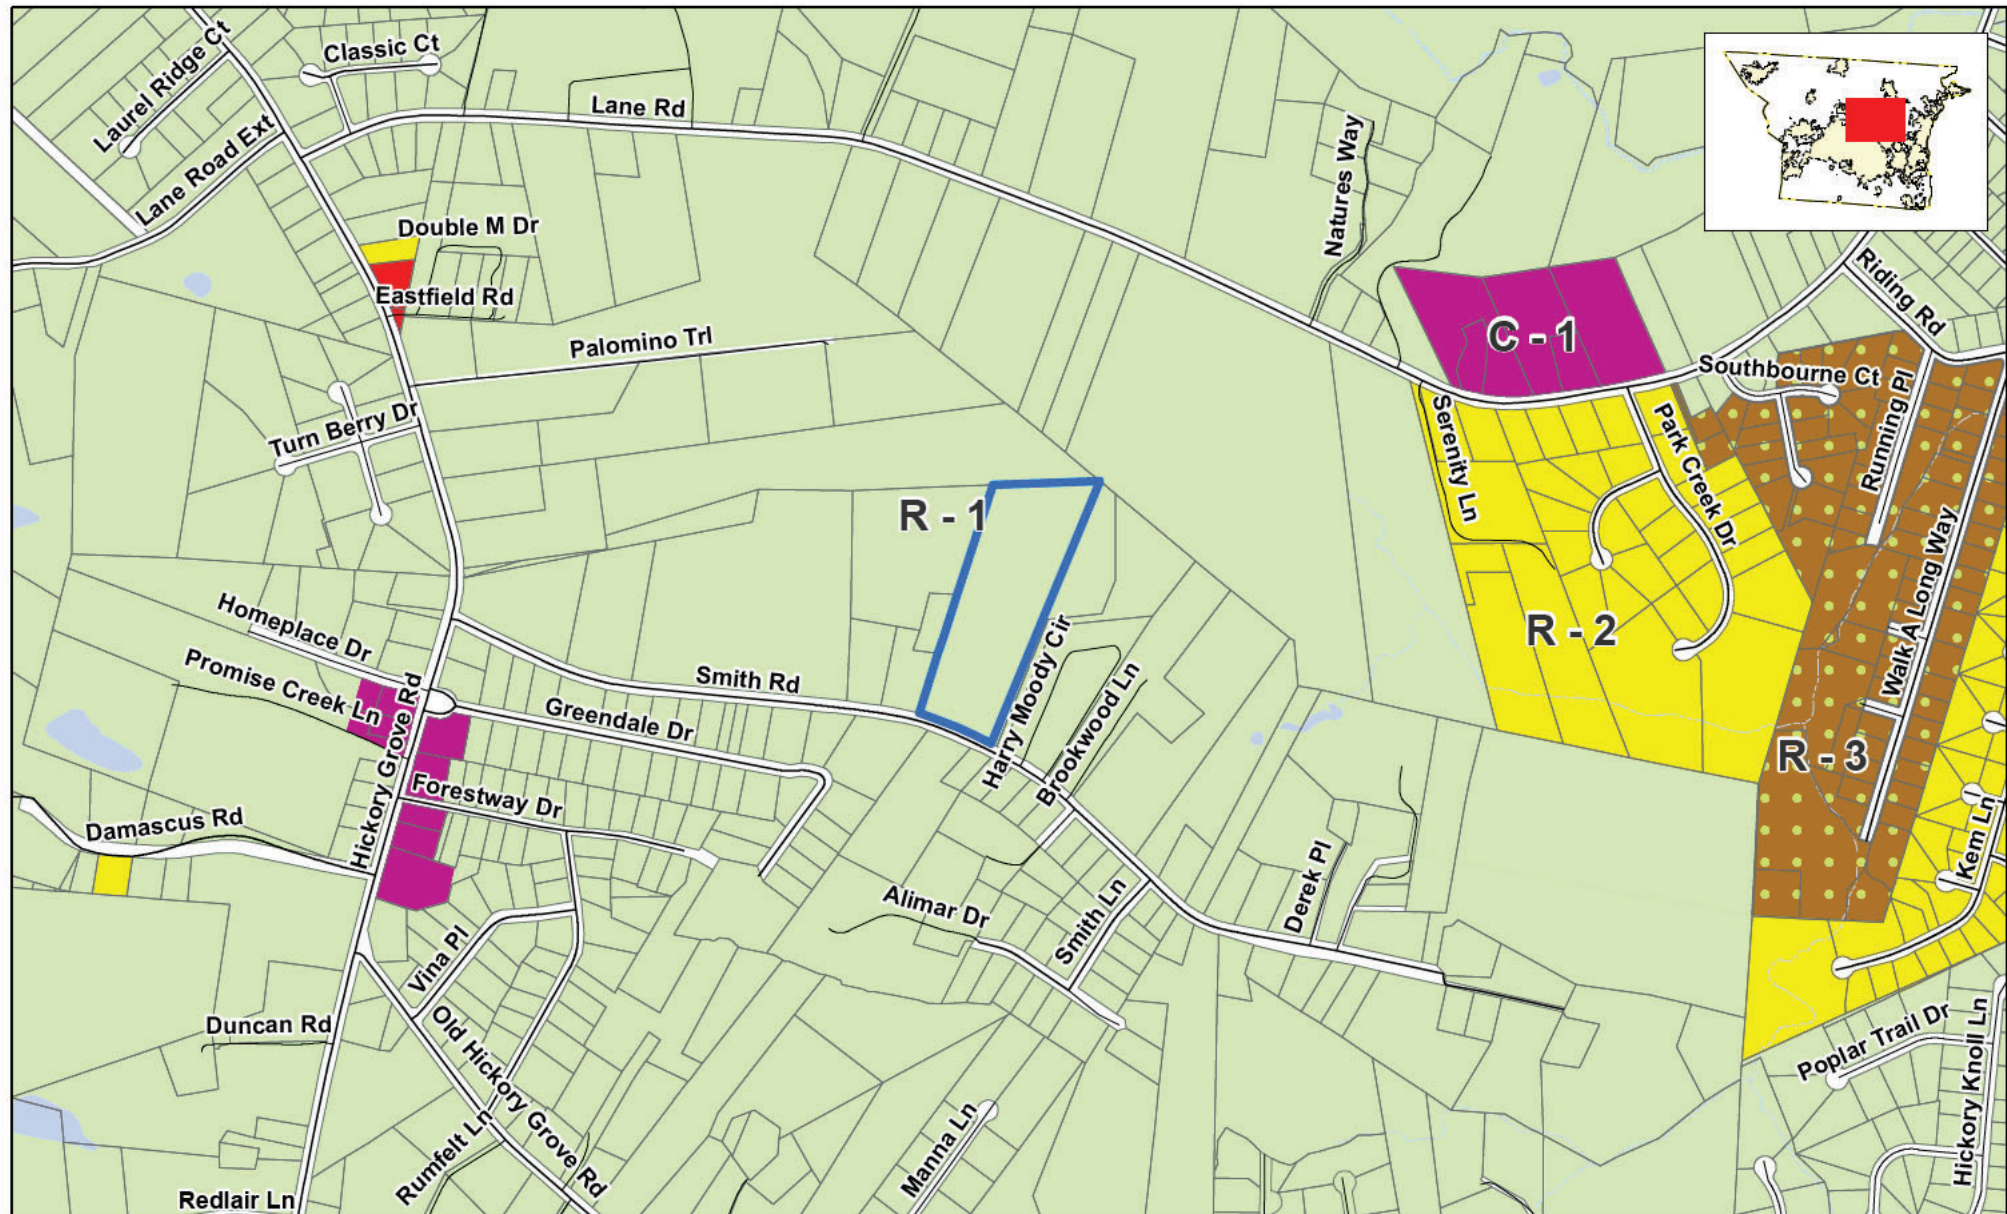 Laurel Ridge Ct
Classic Ct
Lane Road Ext
Lane Rd
Natures Way
Double M Dr
Eastfield Rd
Palomino Trl
Turn Berry Dr
C - 1
Riding Rd
Southbourne Ct
Serenity Ln
Park Creek Dr
Running Pl
R - 1
R - 2
Walk A Long Way
Homeplace Dr
Promise Creek Ln
Hickory Grove Rd
Smith Rd
Greendale Dr
Harry Moody Cir
Brookwood Ln
R - 3
Forestway Dr
Damascus Rd
Kem Ln
Derek Pl
Alimar Dr
Smith Ln
Vina Pl
Duncan Rd
Old Hickory Grove Rd
Poplar Trail Dr
Hickory Knoll Ln
Rumfelt Ln
Manna Ln
Redlair Ln